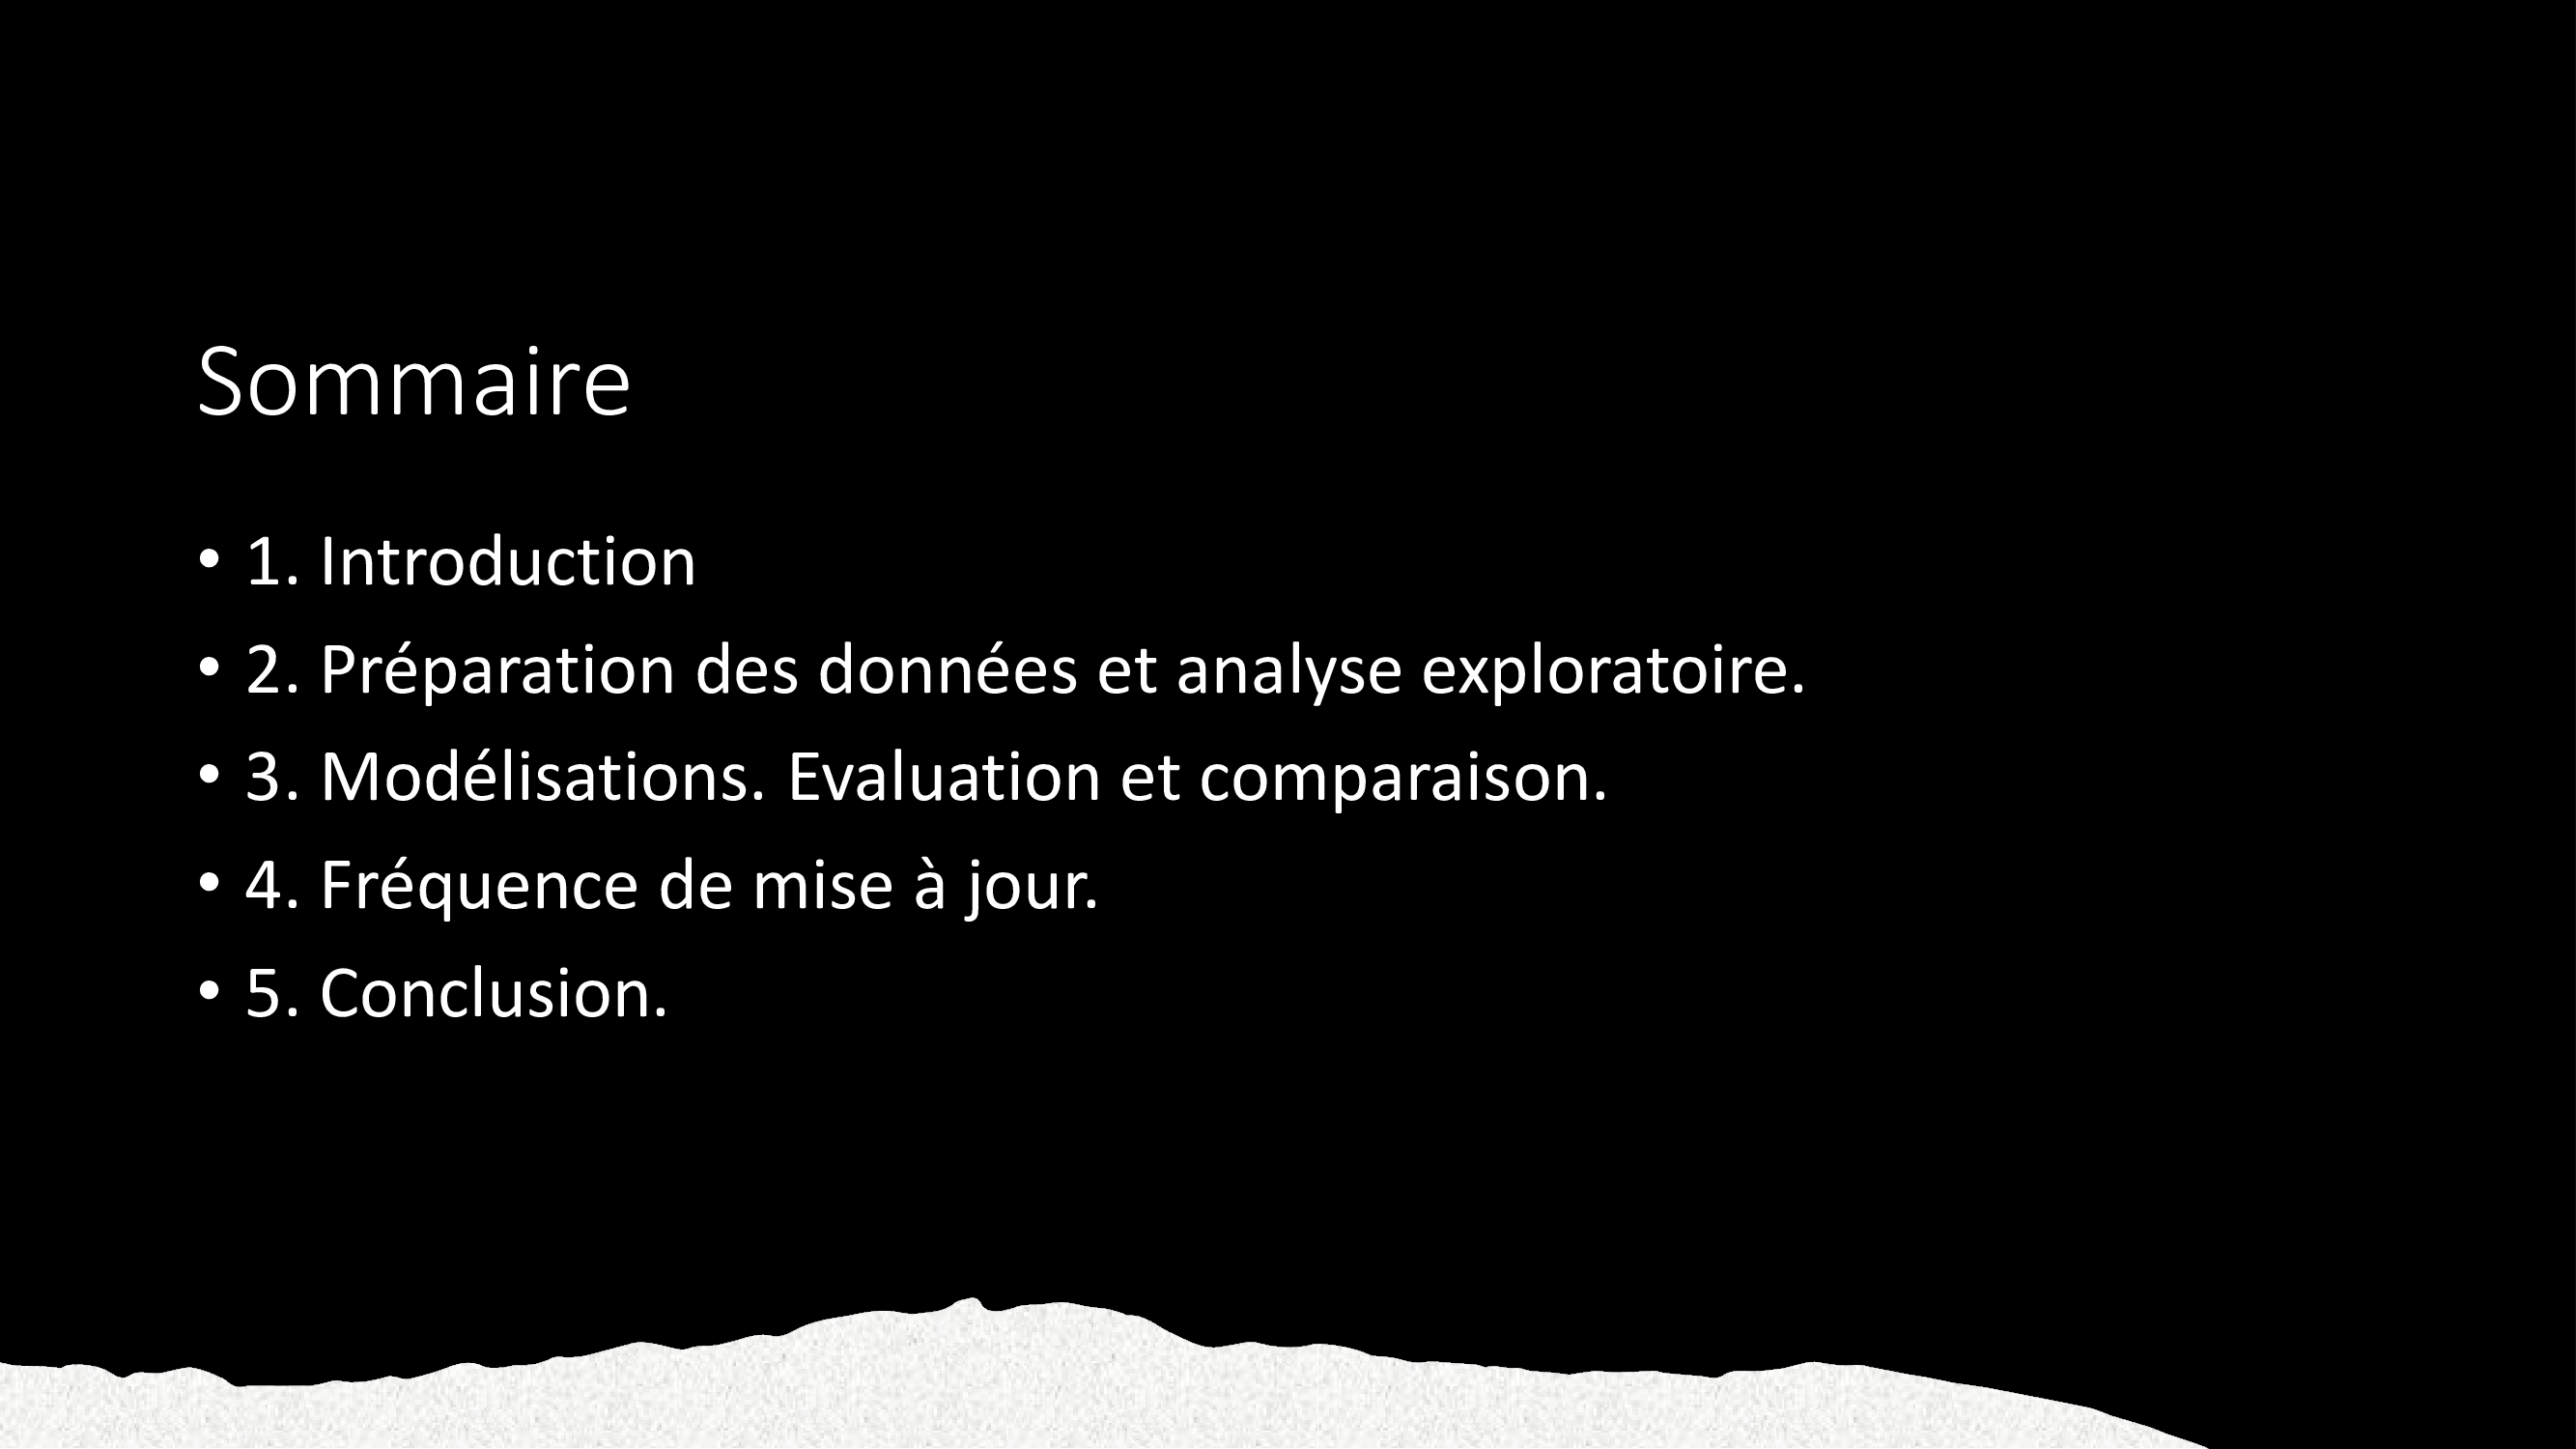 Sommaire
• 1. Introduction
• 2. Préparation des données et analyse exploratoire.
• 3. Modélisations. Evaluation et comparaison.
• 4. Fréquence de mise à jour.
• 5. Conclusion.